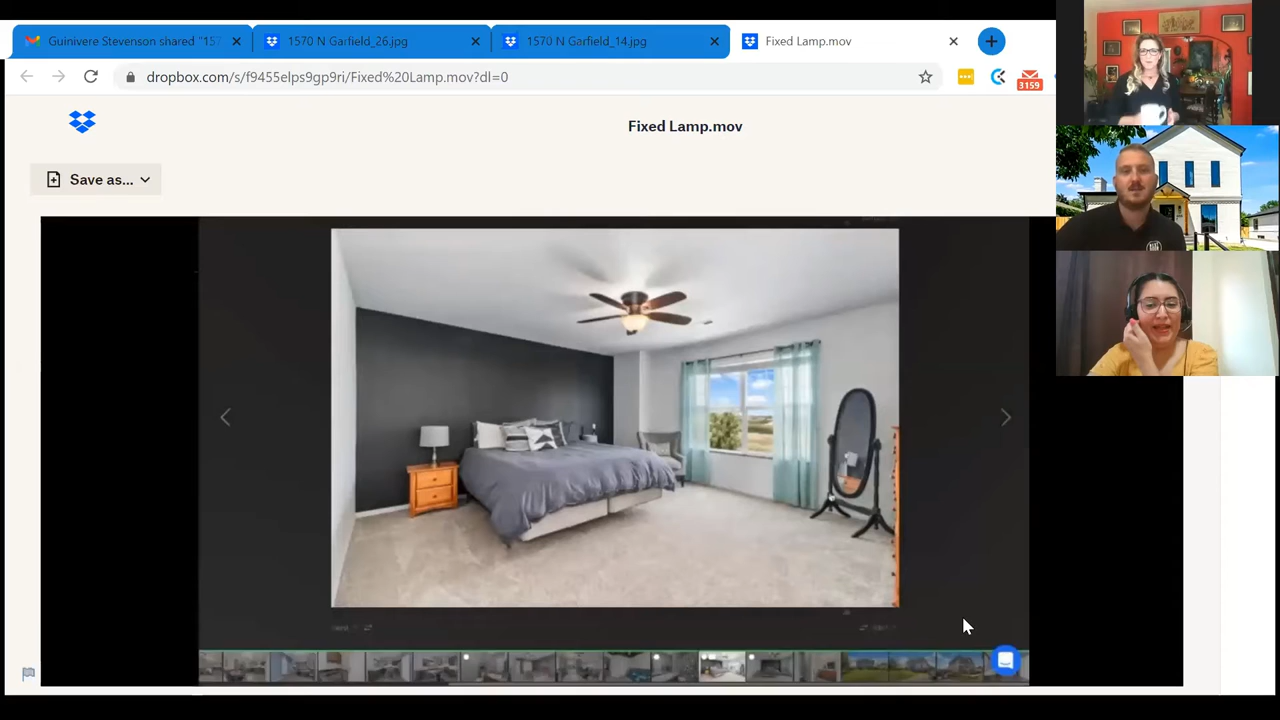 Guinivere Stevenson shared "157
1570 N Garfield_26.jpg
1570 N Garfield_14.jpg
Fixed Lamp.mov
dropbox.com/s/f9455elps9gp9ri/Fixed%20Lamp.mov?dl=0
3159
Fixed Lamp.mov
Save as...